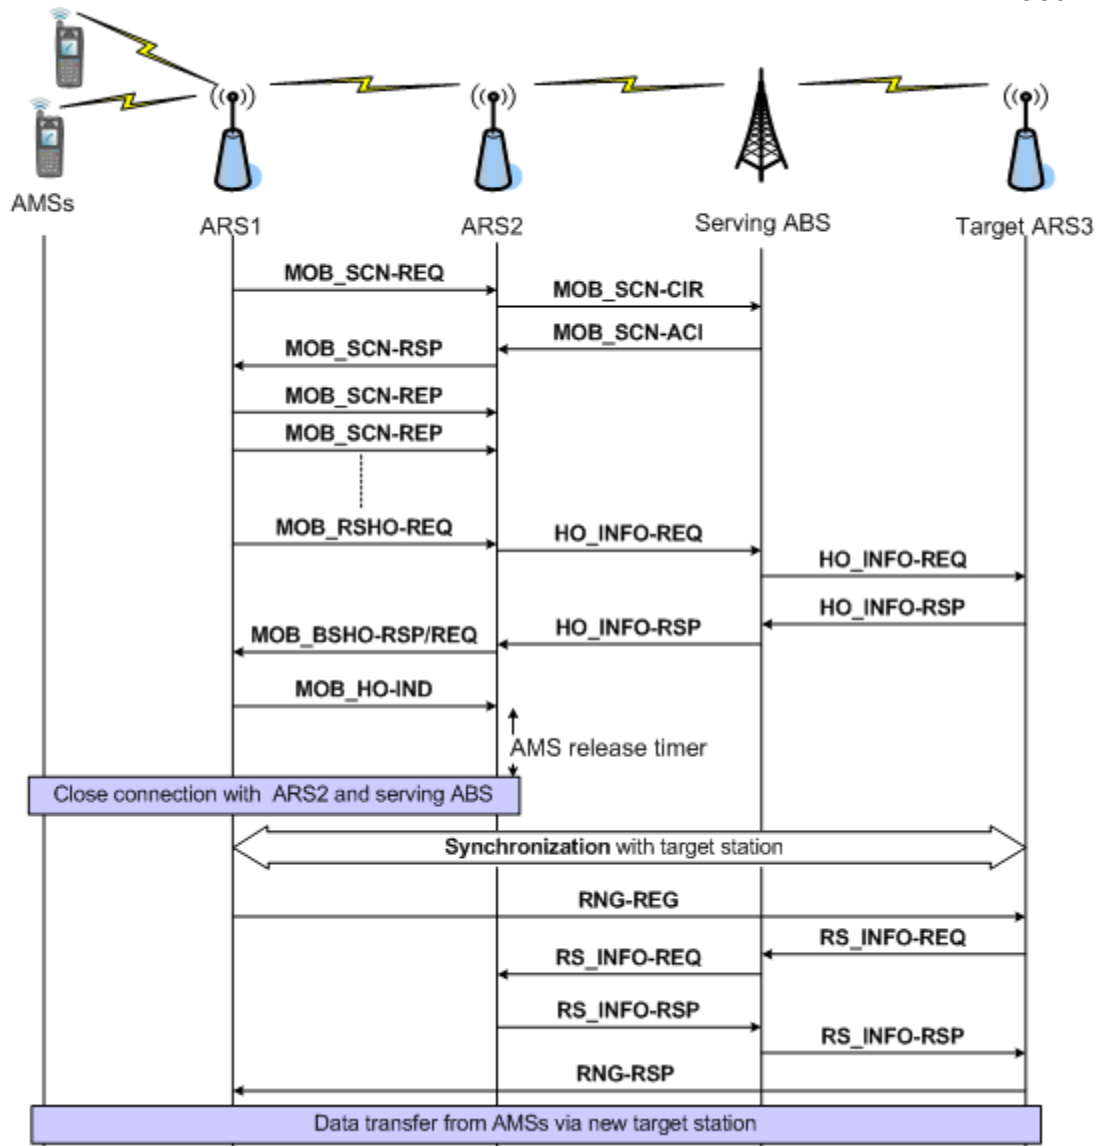 AMSs
ARS1
ARS2
Serving ABS
Target ARS3
MOB_SCN-REQ
MOB_SCN-CIR
MOB_SCN-ACI
MOB_SCN-RSP
MOB_SCN-REP
MOB_SCN-REP
MOB_RSHO-REQ
HO_INFO-REQ
HO_INFO-REQ
HO_INFO-RSP
HO_INFO-RSP
MOB_BSHO-RSP/REQ
MOB_HO-IND
AMS release timer
Close connection with ARS2 and serving ABS
Synchronization with target station
RNG-REG
RS_INFO-REQ
RS_INFO-REQ
RS_INFO-RSP
RS_INFO-RSP
RNG-RSP
Data transfer from AMSs via new target station